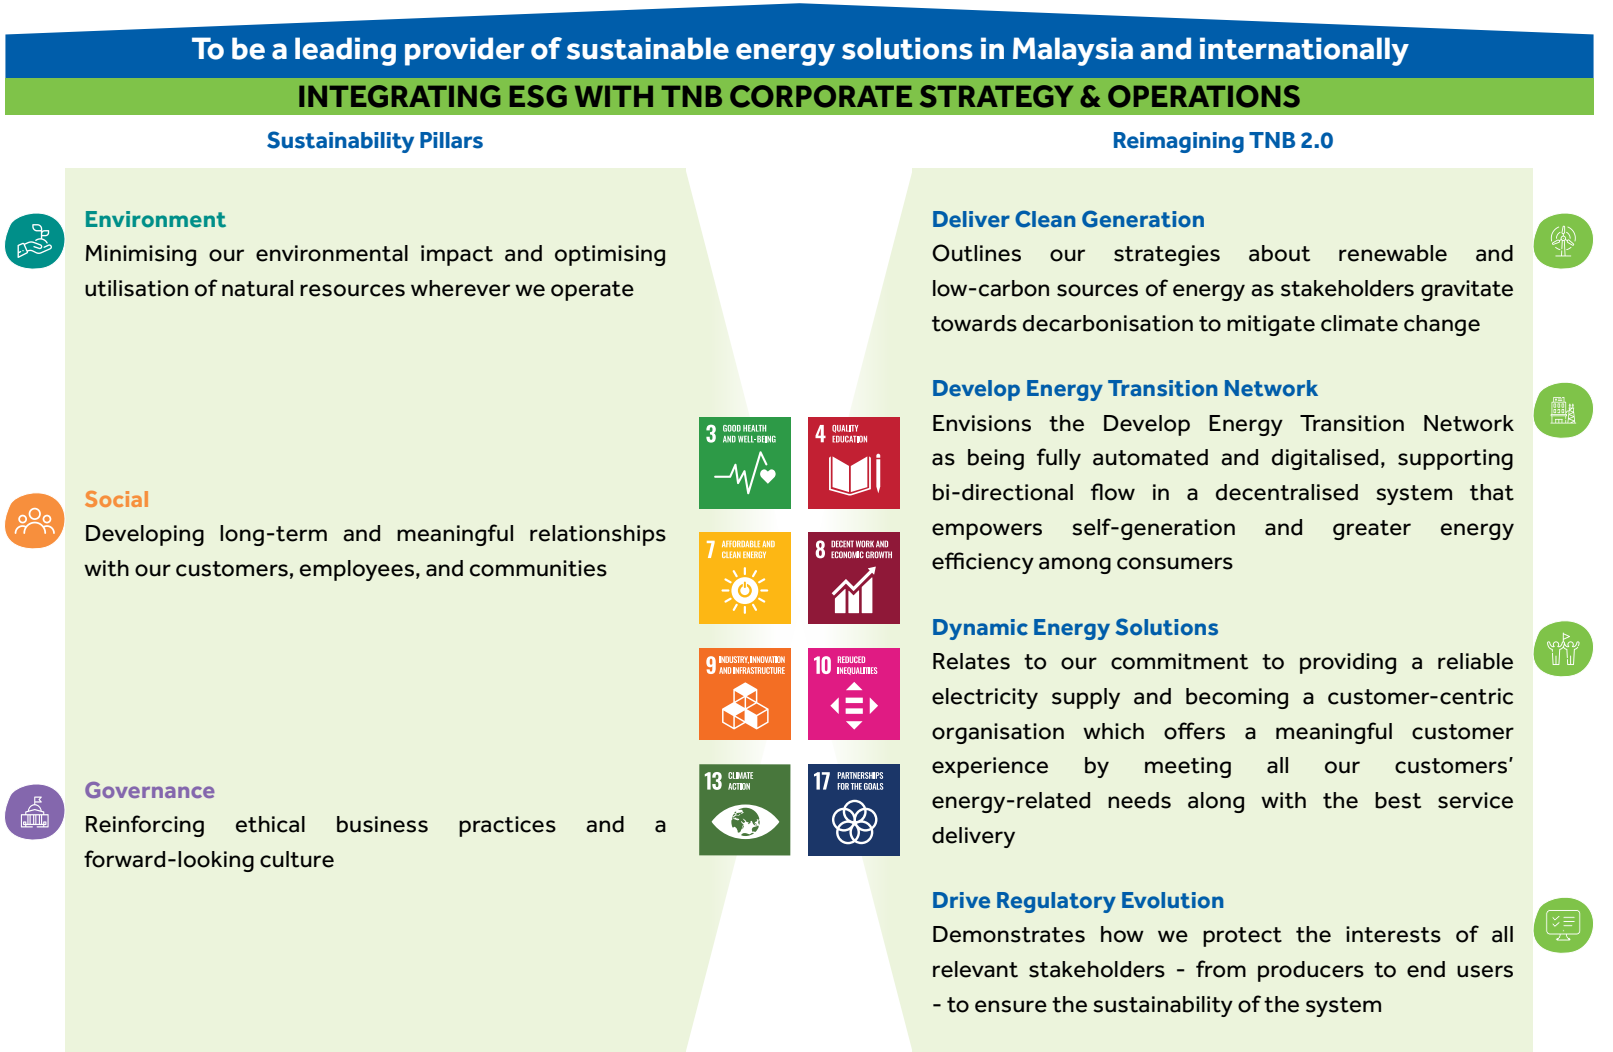 To be a leading provider of sustainable energy solutions in Malaysia and internationally
INTEGRATING ESG WITH TNB CORPORATE STRATEGY & OPERATIONS
Sustainability Pillars
Environment
Minimising our environmental impact and optimising
utilisation of natural resources wherever we operate
Social
Developing long-term and meaningful relationships
with our customers, employees, and communities
Governance
Reinforcing ethical business practices and a
forward-looking culture
3 GOOD HEALTH
AND WELL-BEING
4 QUALITY
EDUCATION
7 AFFORDABLE AND
CLEAN ENERGY
8 DECENT WORK AND
ECONOMIC GROWTH
9 INDUSTRY, INNOVATION
AND INFRASTRUCTURE
10 REDUCED
INEQUALITIES
13 CLIMATE
ACTION
17 PARTNERSHIPS
FOR THE GOALS
Reimagining TNB 2.0
Deliver Clean Generation
Outlines our strategies about renewable and
low-carbon sources of energy as stakeholders gravitate
towards decarbonisation to mitigate climate change
Develop Energy Transition Network
Envisions the Develop Energy Transition Network
as being fully automated and digitalised, supporting
bi-directional flow in a decentralised system that
empowers self-generation and greater energy
efficiency among consumers
Dynamic Energy Solutions
Relates to our commitment to providing a reliable
electricity supply and becoming a customer-centric
organisation which offers a meaningful customer
experience by meeting all our customers’
energy-related needs along with the best service
delivery
Drive Regulatory Evolution
Demonstrates how we protect the interests of all
relevant stakeholders - from producers to end users
- to ensure the sustainability of the system